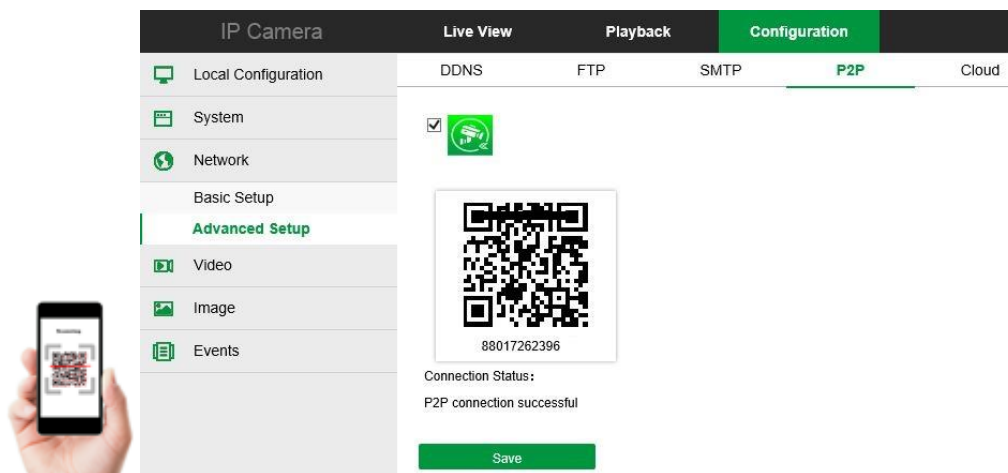 IP Camera
Live View
Playback
Configuration
Local Configuration
System
Network
Basic Setup
Advanced Setup
Video
Image
Events
DDNS
FTP
SMTP
P2P
Cloud
88017262396
Connection Status:
P2P connection successful
Save